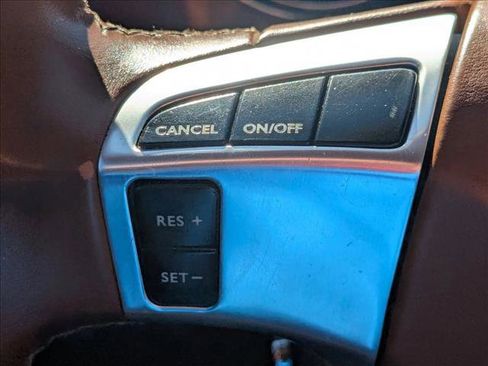 CANCEL ON/OFF
RES +
SET −